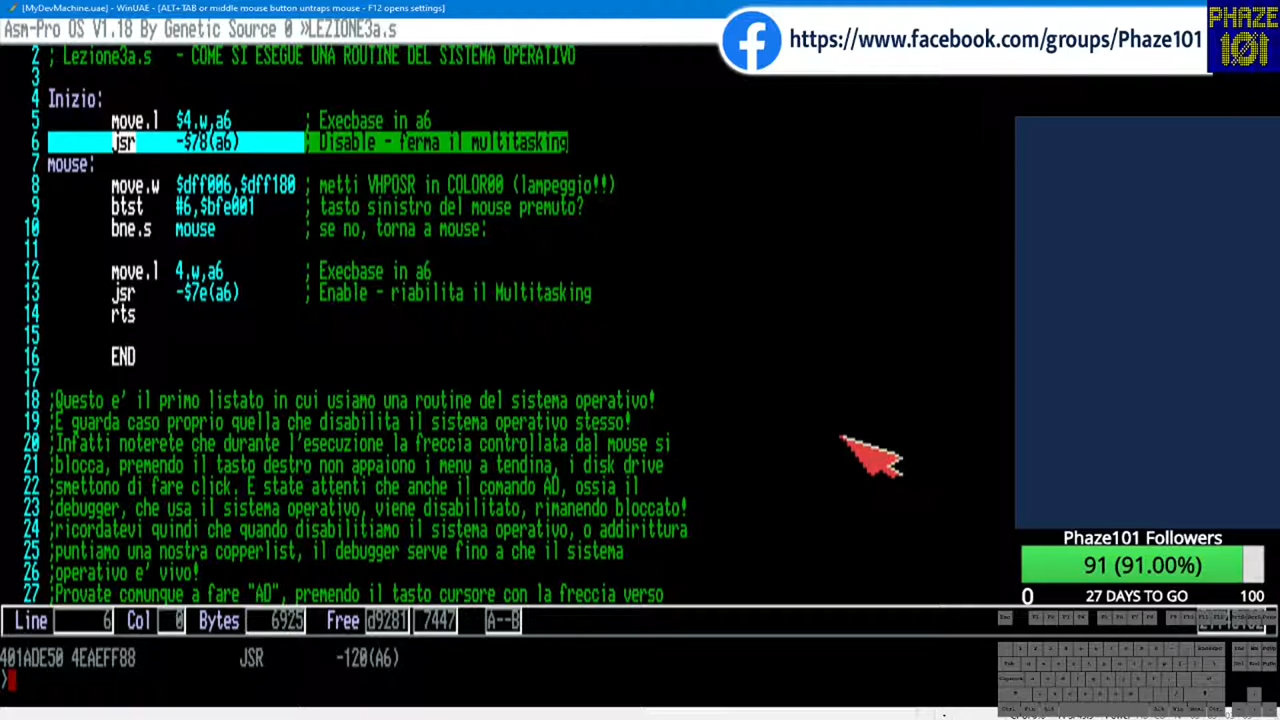 [MyDevMachine.uae] - WinUAE - [ALT+TAB or middle mouse button untraps mouse - F12 opens settings]
Asm-Pro OS V1.18 By Genetic Source 0 »LEZIONE3a.s
https://www.facebook.com/groups/Phaze101
PHAZE
101
2 ; Lezione3a.s - COME SI ESEGUE UNA ROUTINE DEL SISTEMA OPERATIVO
3
4 Inizio:
5 move.l $4.w,a6 ; Execbase in a6
6 jsr -$78(a6) ; Disable - ferma il multitasking
7 mouse:
8 move.w $dff006,$dff180 ; metti VHPOSR in COLOR00 (lampeggio!!)
9 btst #6,$bfe001 ; tasto sinistro del mouse premuto?
10 bne.s mouse ; se no, torna a mouse:
11
12 move.l 4.w,a6 ; Execbase in a6
13 jsr -$7e(a6) ; Enable - riabilita il Multitasking
14 rts
15
16 END
17
18 ;Questo e' il primo listato in cui usiamo una routine del sistema operativo!
19 ;E guarda caso proprio quella che disabilita il sistema operativo stesso!
20 ;Infatti noterete che durante l'esecuzione la freccia controllata dal mouse si
21 ;blocca, premendo il tasto destro non appaiono i menu a tendina, i disk drive
22 ;smettono di fare click. E state attenti che anche il comando AD, ossia il
23 ;debugger, che usa il sistema operativo, viene disabilitato, rimanendo bloccato!
24 ;ricordatevi quindi che quando disabilitiamo il sistema operativo, o addirittura
25 ;puntiamo una nostra copperlist, il debugger serve fino a che il sistema
26 ;operativo e' vivo!
27 ;Provate comunque a fare "AD", premendo il tasto cursore con la freccia verso
Phaze101 Followers
91 (91.00%)
0 27 DAYS TO GO 100
Line 6 Col 0 Bytes 6925 Free d9281 7447 A--B
401ADE50 4EAEFF88 JSR -120(A6)
>